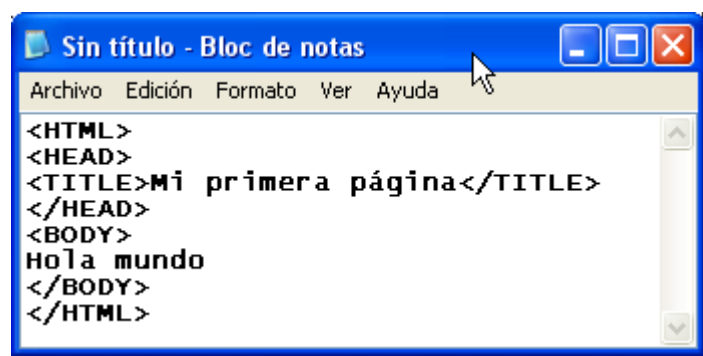 Sin título - Bloc de notas
Archivo Edición Formato Ver Ayuda
<HTML>
<HEAD>
<TITLE>Mi primera página</TITLE>
</HEAD>
<BODY>
Hola mundo
</BODY>
</HTML>